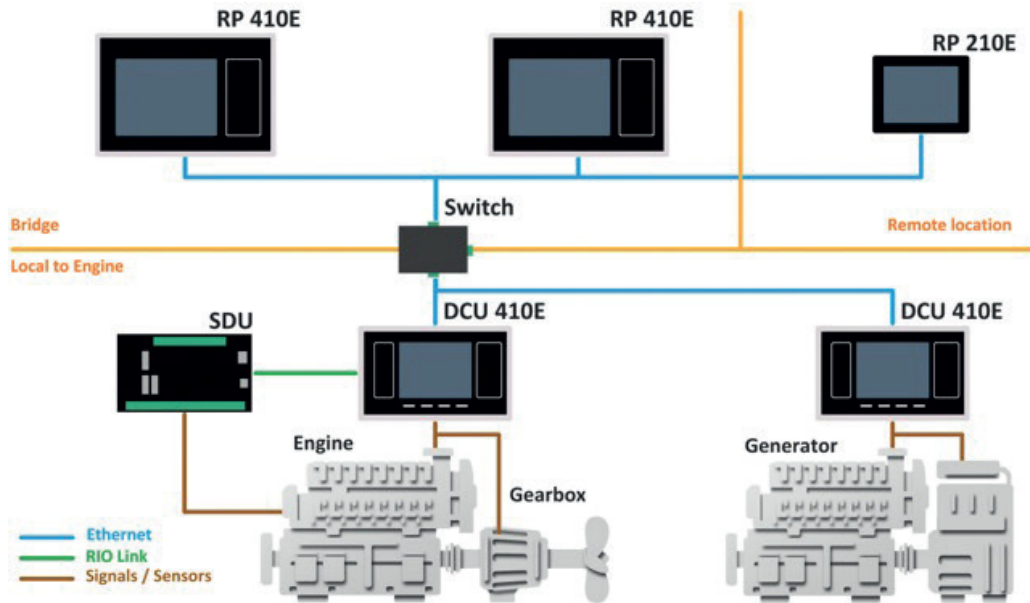 RP 410E
RP 410E
RP 210E
Switch
Bridge
Remote location
Local to Engine
SDU
DCU 410E
DCU 410E
Engine
Generator
Gearbox
Ethernet
RIO Link
Signals / Sensors